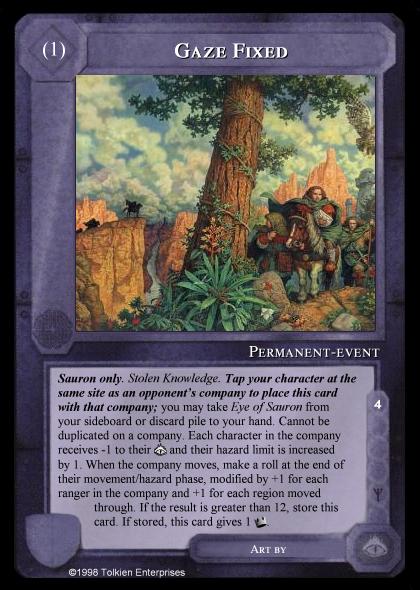 (1)
GAZE FIXED
PERMANENT-EVENT
Sauron only. Stolen Knowledge. Tap your character at the
same site as an opponent's company to place this card
with that company; you may take Eye of Sauron from
your sideboard or discard pile to your hand. Cannot be
duplicated on a company. Each character in the company
receives -1 to their and their hazard limit is increased
by 1. When the company moves, make a roll at the end of
their movement/hazard phase, modified by +1 for each
ranger in the company and +1 for each region moved
through. If the result is greater than 12, store this
card. If stored, this card gives 1 .
4
ART BY
©1998 Tolkien Enterprises